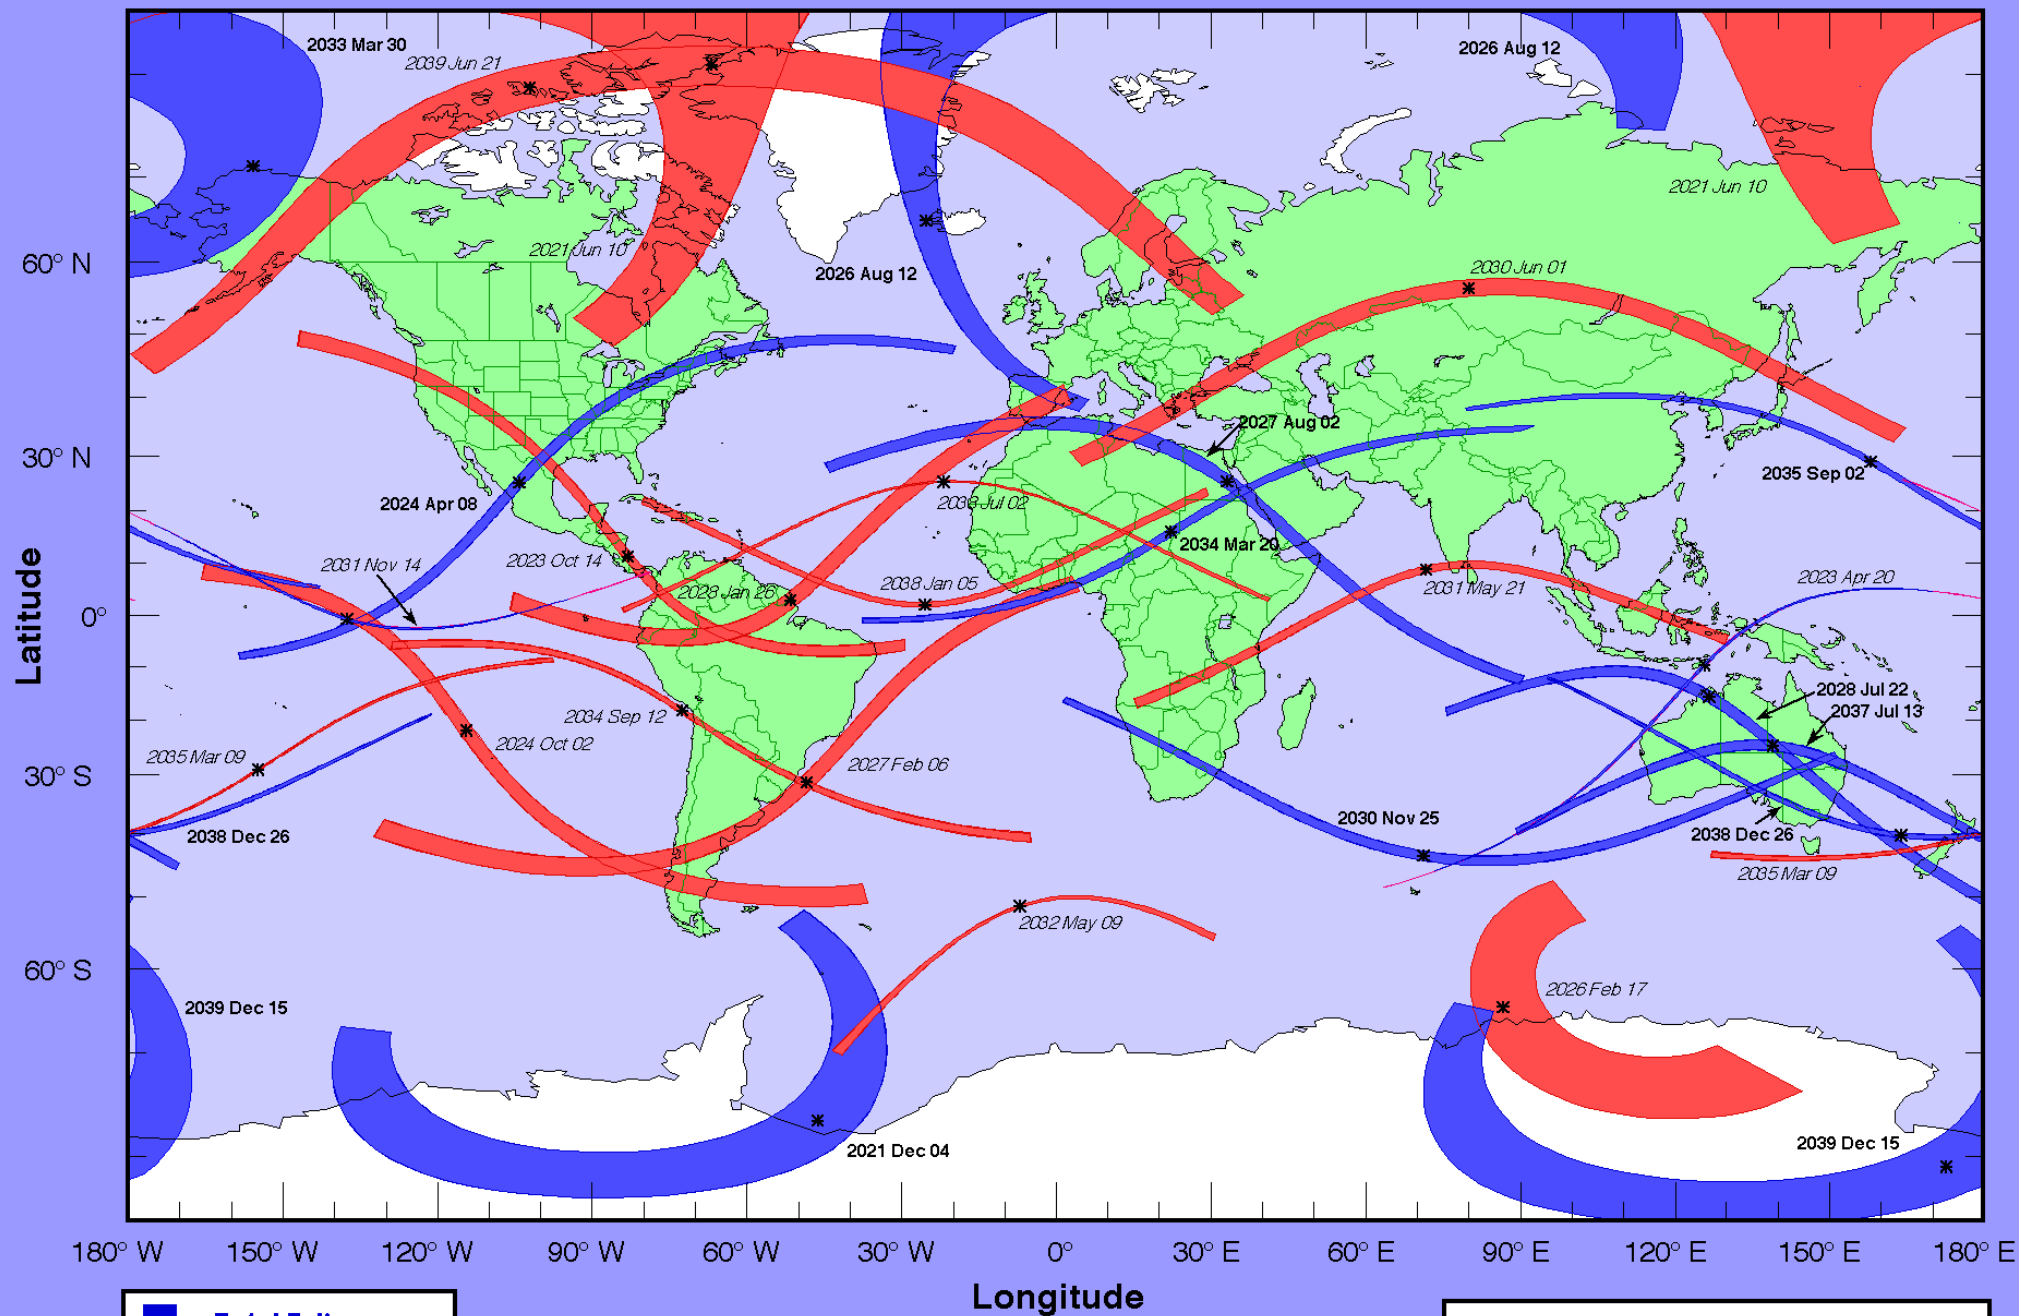 2033 Mar 30
2039 Jun 21
2026 Aug 12
2021 Jun 10
2021 Jun 10
60° N
2026 Aug 12
2030 Jun 01
2027 Aug 02
30° N
2035 Sep 02
2024 Apr 08
2038 Jul 02
2034 Mar 20
2031 Nov 14
2023 Oct 14
2028 Jan 26
2038 Jan 05
2031 May 21
2023 Apr 20
Latitude
0°
2028 Jul 22
2037 Jul 13
2034 Sep 12
2024 Oct 02
2035 Mar 09
2027 Feb 06
30° S
2030 Nov 25
2038 Dec 26
2038 Dec 26
2035 Mar 09
2032 May 09
60° S
2026 Feb 17
2039 Dec 15
2021 Dec 04
2039 Dec 15
180° W 150° W 120° W 90° W 60° W 30° W 0° 30° E 60° E 90° E 120° E 150° E 180° E
Longitude